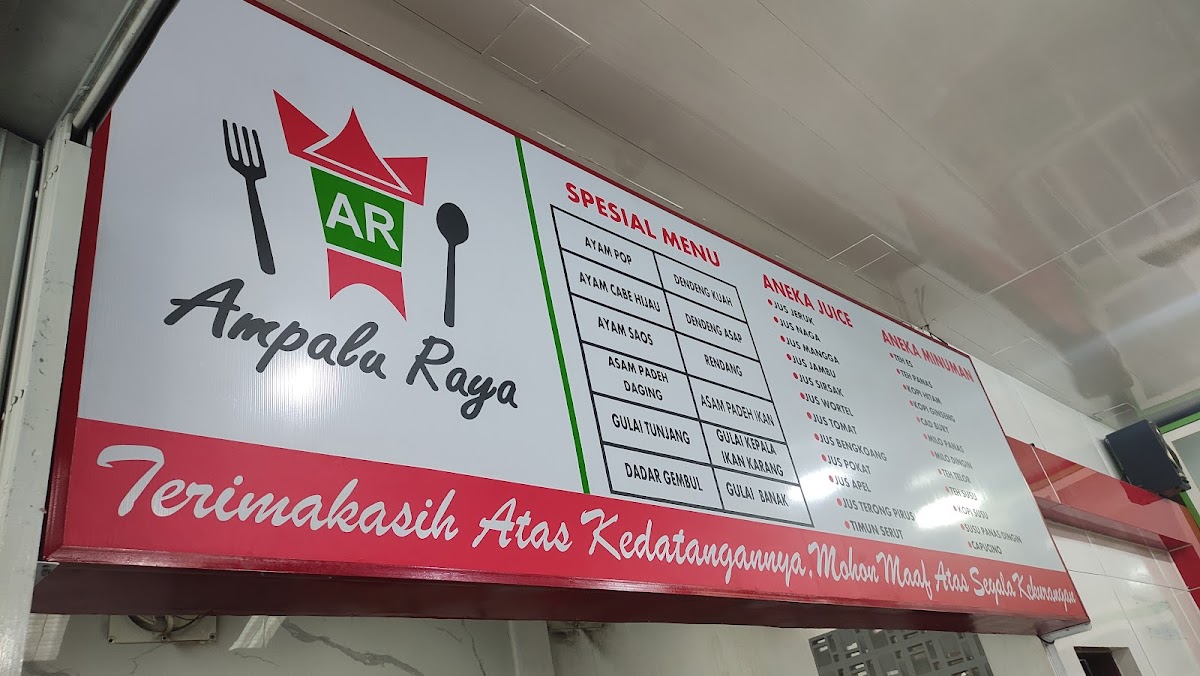 AR
Ampalu Raya
SPESIAL MENU
AYAM POP
DENDENG KUAH
AYAM CABE HIJAU
DENDENG ASAP
AYAM SAOS
RENDANG
ASAM PADEH
DAGING
ASAM PADEH IKAN
GULAI TUNJANG
GULAI KEPALA
IKAN KARANG
DADAR GEMBUL
GULAI BANAK
ANEKA JUICE
JUS JERUK
JUS NAGA
JUS MANGGA
JUS JAMBU
JUS SIRSAK
JUS WORTEL
JUS TOMAT
JUS BENGKOANG
JUS POKAT
JUS APEL
JUS TERONG PIRUS
TIMUN SERUT
ANEKA MINUMAN
TEH ES
TEH PANAS
KOPI HITAM
KOPI GINSENG
MILO PANAS
MILO DINGIN
TEH TELOR
TEH SUSU
KOPI SUSU
SUSU PANAS DINGIN
CAPUCINO
Terimakasih Atas Kedatangannya, Mohon Maaf Atas Segala Kekurangan